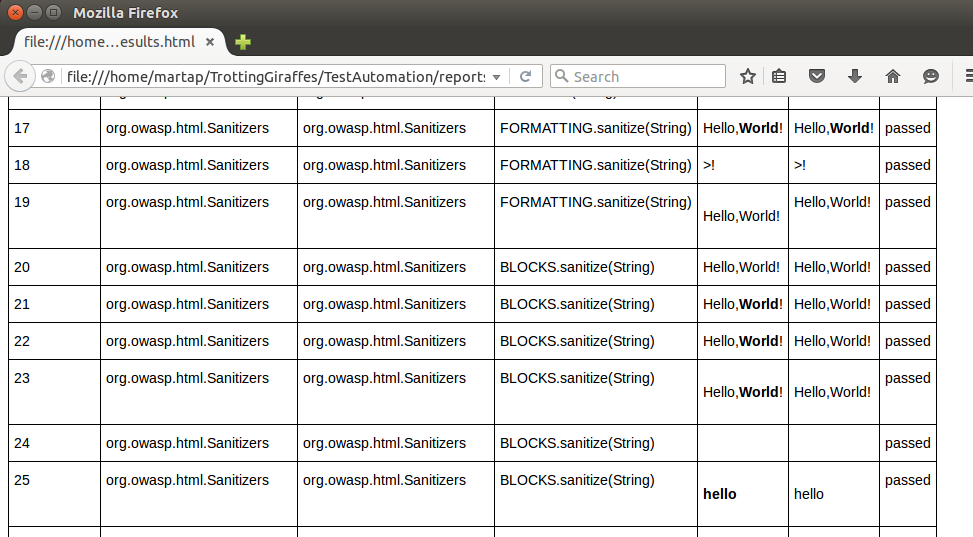 Mozilla Firefox
file:///home…esults.html
file:///home/martap/TrottingGiraffes/TestAutomation/reports
Search
17 org.owasp.html.Sanitizers org.owasp.html.Sanitizers FORMATTING.sanitize(String) Hello,World! Hello,World! passed
18 org.owasp.html.Sanitizers org.owasp.html.Sanitizers FORMATTING.sanitize(String) >! >! passed
19 org.owasp.html.Sanitizers org.owasp.html.Sanitizers FORMATTING.sanitize(String) Hello,World! Hello,World! passed
20 org.owasp.html.Sanitizers org.owasp.html.Sanitizers BLOCKS.sanitize(String) Hello,World! Hello,World! passed
21 org.owasp.html.Sanitizers org.owasp.html.Sanitizers BLOCKS.sanitize(String) Hello,World! Hello,World! passed
22 org.owasp.html.Sanitizers org.owasp.html.Sanitizers BLOCKS.sanitize(String) Hello,World! Hello,World! passed
23 org.owasp.html.Sanitizers org.owasp.html.Sanitizers BLOCKS.sanitize(String) Hello,World! Hello,World! passed
24 org.owasp.html.Sanitizers org.owasp.html.Sanitizers BLOCKS.sanitize(String) passed
25 org.owasp.html.Sanitizers org.owasp.html.Sanitizers BLOCKS.sanitize(String) hello hello passed